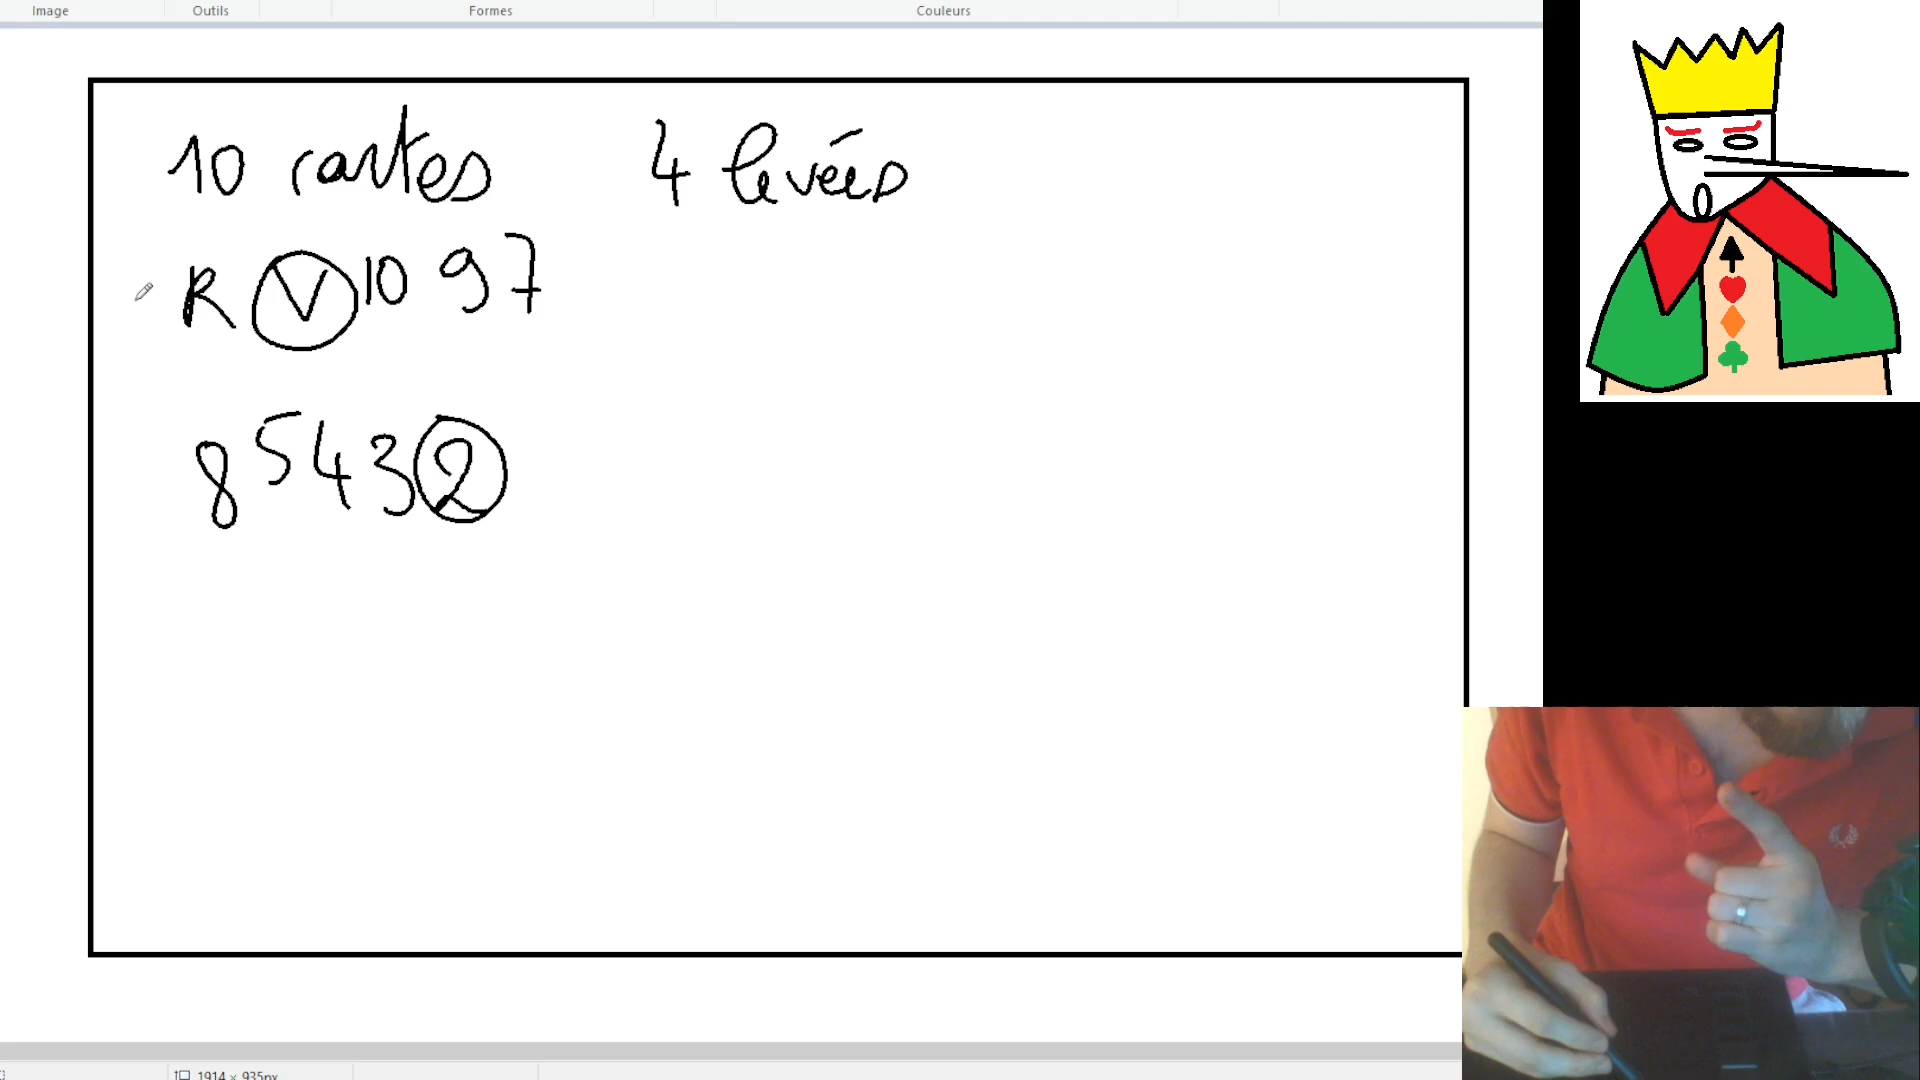 Image Outils Formes Couleurs
10 cartes 4 levées
R V 10 9 7
8 5 4 3 2
1914 × 935px